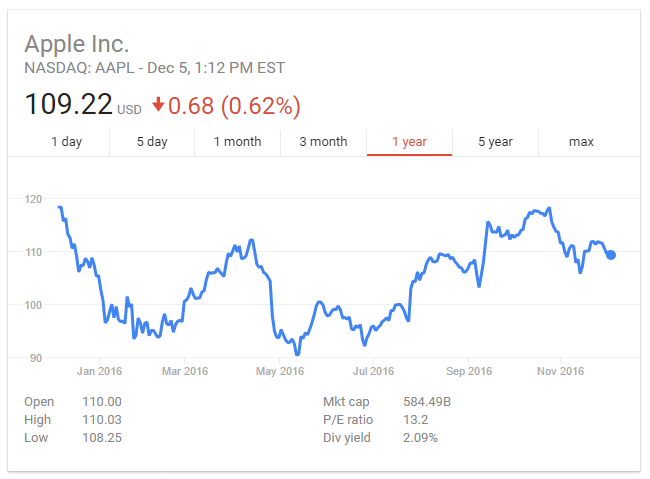 Apple Inc.
NASDAQ: AAPL - Dec 5, 1:12 PM EST
109.22 USD 0.68 (0.62%)
1 day 5 day 1 month 3 month 1 year 5 year max
120
110
100
90
Jan 2016 Mar 2016 May 2016 Jul 2016 Sep 2016 Nov 2016
Open 110.00 Mkt cap 584.49B
High 110.03 P/E ratio 13.2
Low 108.25 Div yield 2.09%